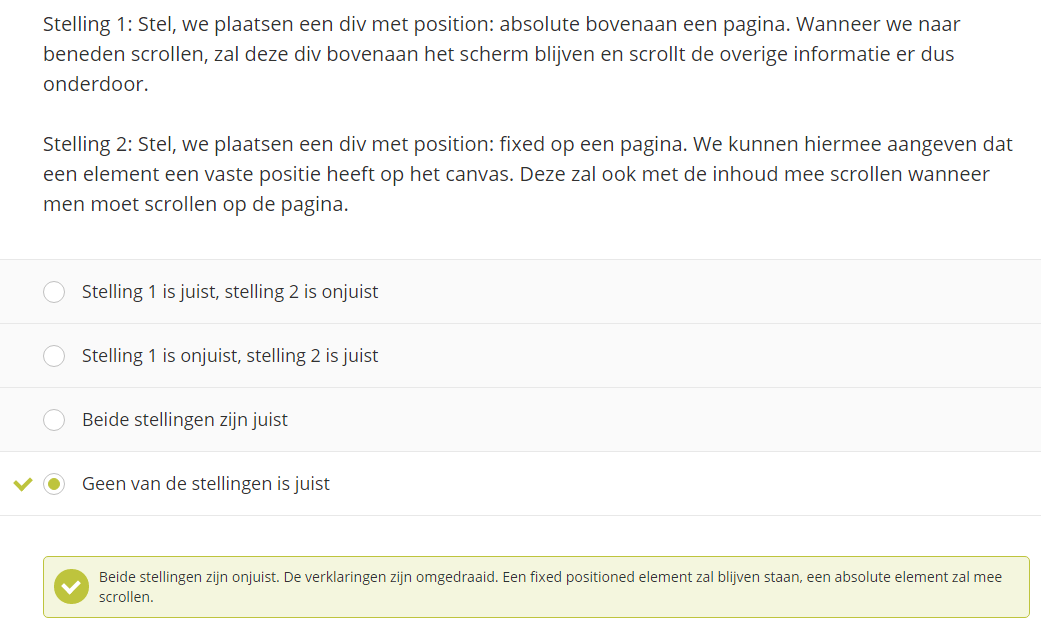 Stelling 1: Stel, we plaatsen een div met position: absolute bovenaan een pagina. Wanneer we naar
beneden scrollen, zal deze div bovenaan het scherm blijven en scrollt de overige informatie er dus
onderdoor.
Stelling 2: Stel, we plaatsen een div met position: fixed op een pagina. We kunnen hiermee aangeven dat
een element een vaste positie heeft op het canvas. Deze zal ook met de inhoud mee scrollen wanneer
men moet scrollen op de pagina.
Stelling 1 is juist, stelling 2 is onjuist
Stelling 1 is onjuist, stelling 2 is juist
Beide stellingen zijn juist
Geen van de stellingen is juist
Beide stellingen zijn onjuist. De verklaringen zijn omgedraaid. Een fixed positioned element zal blijven staan, een absolute element zal mee
scrollen.